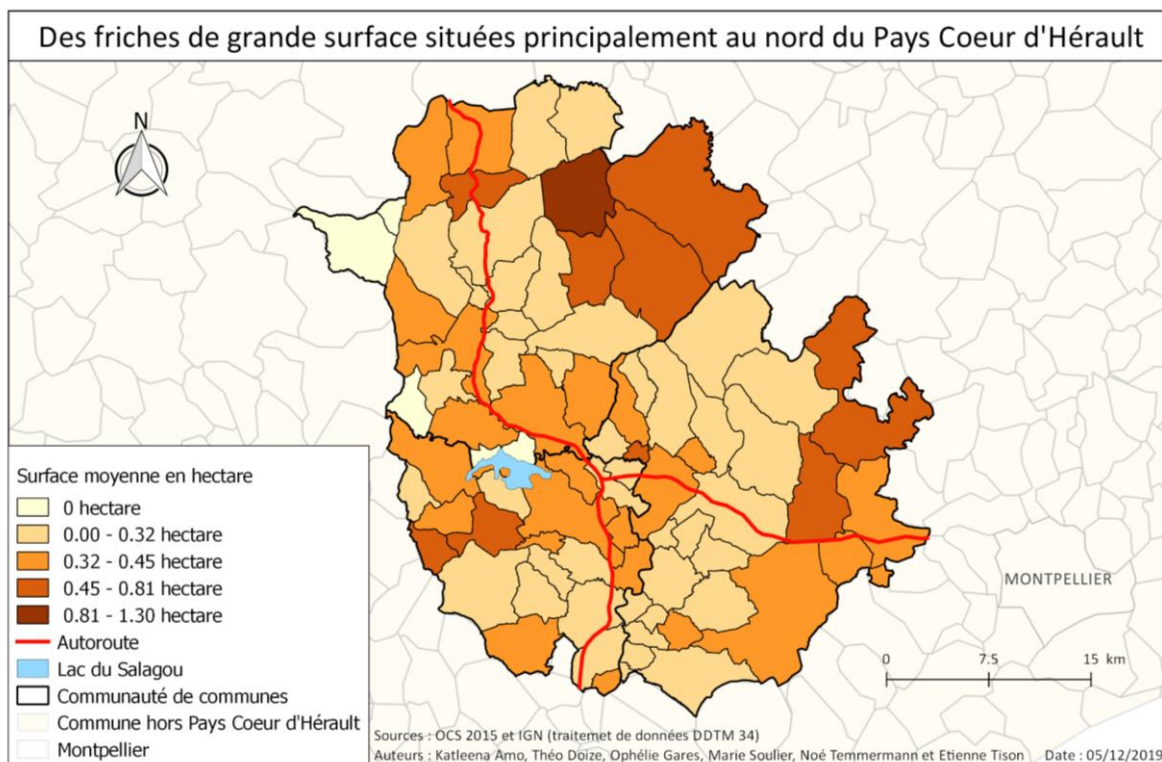 Des friches de grande surface situées principalement au nord du Pays Coeur d'Hérault
N
Surface moyenne en hectare
0 hectare
0.00 - 0.32 hectare
0.32 - 0.45 hectare
0.45 - 0.81 hectare
0.81 - 1.30 hectare
Autoroute
Lac du Salagou
Communauté de communes
Commune hors Pays Coeur d'Hérault
Montpellier
MONTPELLIER
0 7.5 15 km
Sources : OCS 2015 et IGN (traitemet de données DDTM 34)
Auteurs : Katleena Amo, Théo Doize, Ophélie Gares, Marie Soulier, Noé Temmermann et Etienne Tison Date : 05/12/2019